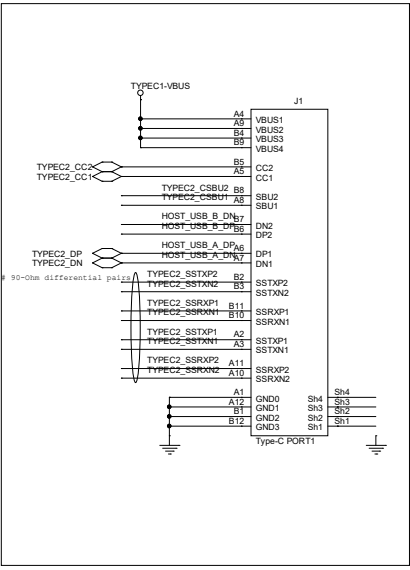 TYPEC1-VBUS
J1
A4 VBUS1
A9 VBUS2
B4 VBUS3
B9 VBUS4
TYPEC2_CC2 B5 CC2
TYPEC2_CC1 A5 CC1
TYPEC2_CSBU2 B8 SBU2
TYPEC2_CSBU1 A8 SBU1
HOST_USB_B_DN B7 DN2
HOST_USB_B_DP B6 DP2
TYPEC2_DP HOST_USB_A_DP A6 DP1
TYPEC2_DN HOST_USB_A_DN A7 DN1
# 90-Ohm differential pairs
TYPEC2_SSTXP2 B2 SSTXP2
TYPEC2_SSTXN2 B3 SSTXN2
TYPEC2_SSRXP1 B11 SSRXP1
TYPEC2_SSRXN1 B10 SSRXN1
TYPEC2_SSTXP1 A2 SSTXP1
TYPEC2_SSTXN1 A3 SSTXN1
TYPEC2_SSRXP2 A11 SSRXP2
TYPEC2_SSRXN2 A10 SSRXN2
A1 GND0 Sh4 Sh4
A12 GND1 Sh3 Sh3
B1 GND2 Sh2 Sh2
B12 GND3 Sh1 Sh1
Type-C PORT1